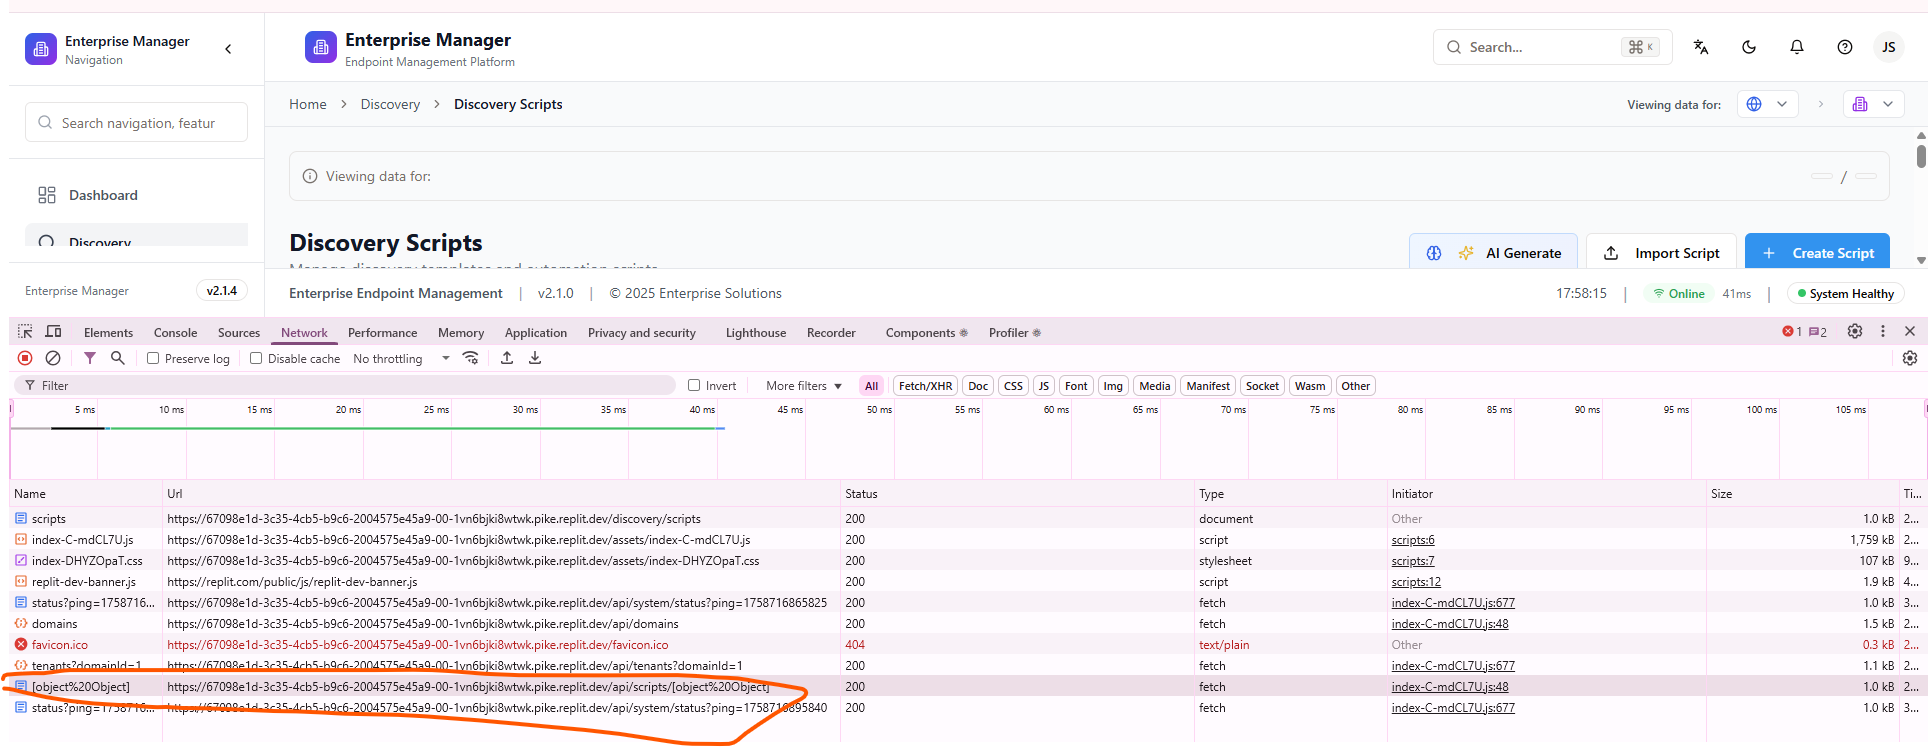 Enterprise Manager
Navigation
Enterprise Manager
Endpoint Management Platform
Search...
⌘ K
JS
Home > Discovery > Discovery Scripts
Viewing data for:
Search navigation, featur
Viewing data for:
/
Dashboard
Discovery
Discovery Scripts
Manage discovery templates and automation scripts
AI Generate
Import Script
+ Create Script
Enterprise Manager
v2.1.4
Enterprise Endpoint Management | v2.1.0 | © 2025 Enterprise Solutions
17:58:15 | Online 41ms | System Healthy
Elements Console Sources Network Performance Memory Application Privacy and security Lighthouse Recorder Components Profiler
1 2
Preserve log Disable cache No throttling
Filter Invert More filters All Fetch/XHR Doc CSS JS Font Img Media Manifest Socket Wasm Other
5 ms 10 ms 15 ms 20 ms 25 ms 30 ms 35 ms 40 ms 45 ms 50 ms 55 ms 60 ms 65 ms 70 ms 75 ms 80 ms 85 ms 90 ms 95 ms 100 ms 105 ms
Name Url Status Type Initiator Size Ti...
scripts https://67098e1d-3c35-4cb5-b9c6-2004575e45a9-00-1vn6bjki8wtwk.pike.replit.dev/discovery/scripts 200 document Other 1.0 kB 2...
index-C-mdCL7U.js https://67098e1d-3c35-4cb5-b9c6-2004575e45a9-00-1vn6bjki8wtwk.pike.replit.dev/assets/index-C-mdCL7U.js 200 script scripts:6 1,759 kB 2...
index-DHYZOpaT.css https://67098e1d-3c35-4cb5-b9c6-2004575e45a9-00-1vn6bjki8wtwk.pike.replit.dev/assets/index-DHYZOpaT.css 200 stylesheet scripts:7 107 kB 9...
replit-dev-banner.js https://replit.com/public/js/replit-dev-banner.js 200 script scripts:12 1.9 kB 4...
status?ping=1758716... https://67098e1d-3c35-4cb5-b9c6-2004575e45a9-00-1vn6bjki8wtwk.pike.replit.dev/api/system/status?ping=1758716865825 200 fetch index-C-mdCL7U.js:677 1.0 kB 3...
domains https://67098e1d-3c35-4cb5-b9c6-2004575e45a9-00-1vn6bjki8wtwk.pike.replit.dev/api/domains 200 fetch index-C-mdCL7U.js:48 1.5 kB 2...
favicon.ico https://67098e1d-3c35-4cb5-b9c6-2004575e45a9-00-1vn6bjki8wtwk.pike.replit.dev/favicon.ico 404 text/plain Other 0.3 kB 2...
tenants?domainId=1 https://67098e1d-3c35-4cb5-b9c6-2004575e45a9-00-1vn6bjki8wtwk.pike.replit.dev/api/tenants?domainId=1 200 fetch index-C-mdCL7U.js:677 1.1 kB 2...
[object%20Object] https://67098e1d-3c35-4cb5-b9c6-2004575e45a9-00-1vn6bjki8wtwk.pike.replit.dev/api/scripts/[object%20Object] 200 fetch index-C-mdCL7U.js:48 1.0 kB 2...
status?ping=1758716... https://67098e1d-3c35-4cb5-b9c6-2004575e45a9-00-1vn6bjki8wtwk.pike.replit.dev/api/system/status?ping=1758716895840 200 fetch index-C-mdCL7U.js:677 1.0 kB 3...